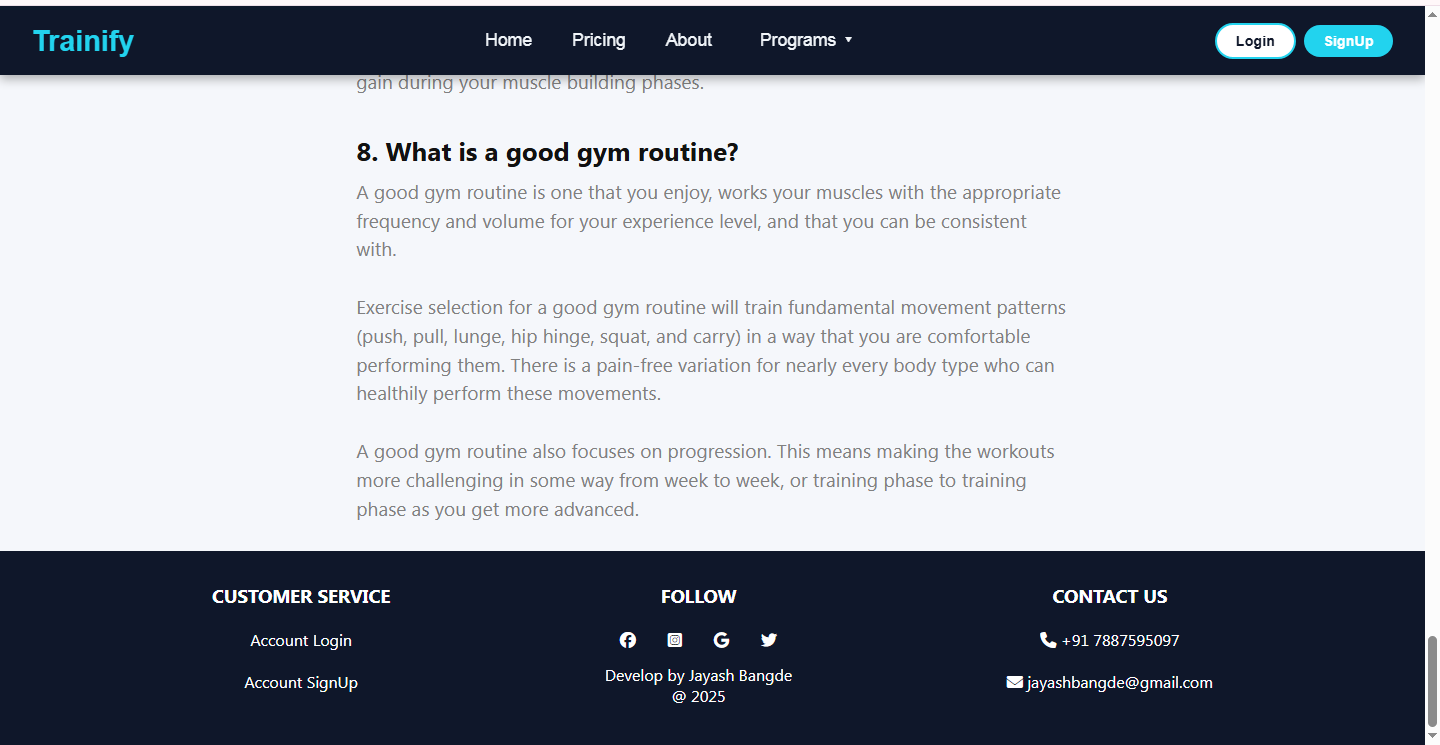 Trainify
Home Pricing About Programs
Login SignUp
gain during your muscle building phases.
8. What is a good gym routine?
A good gym routine is one that you enjoy, works your muscles with the appropriate
frequency and volume for your experience level, and that you can be consistent
with.
Exercise selection for a good gym routine will train fundamental movement patterns
(push, pull, lunge, hip hinge, squat, and carry) in a way that you are comfortable
performing them. There is a pain-free variation for nearly every body type who can
healthily perform these movements.
A good gym routine also focuses on progression. This means making the workouts
more challenging in some way from week to week, or training phase to training
phase as you get more advanced.
CUSTOMER SERVICE
Account Login
Account SignUp
FOLLOW
Develop by Jayash Bangde
@ 2025
CONTACT US
+91 7887595097
jayashbangde@gmail.com